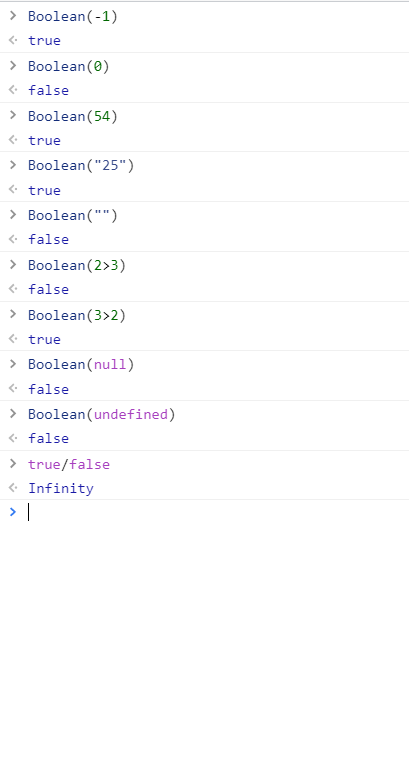 > Boolean(-1)
<· true
> Boolean(0)
<· false
> Boolean(54)
<· true
> Boolean("25")
<· true
> Boolean("")
<· false
> Boolean(2>3)
<· false
> Boolean(3>2)
<· true
> Boolean(null)
<· false
> Boolean(undefined)
<· false
> true/false
<· Infinity
>